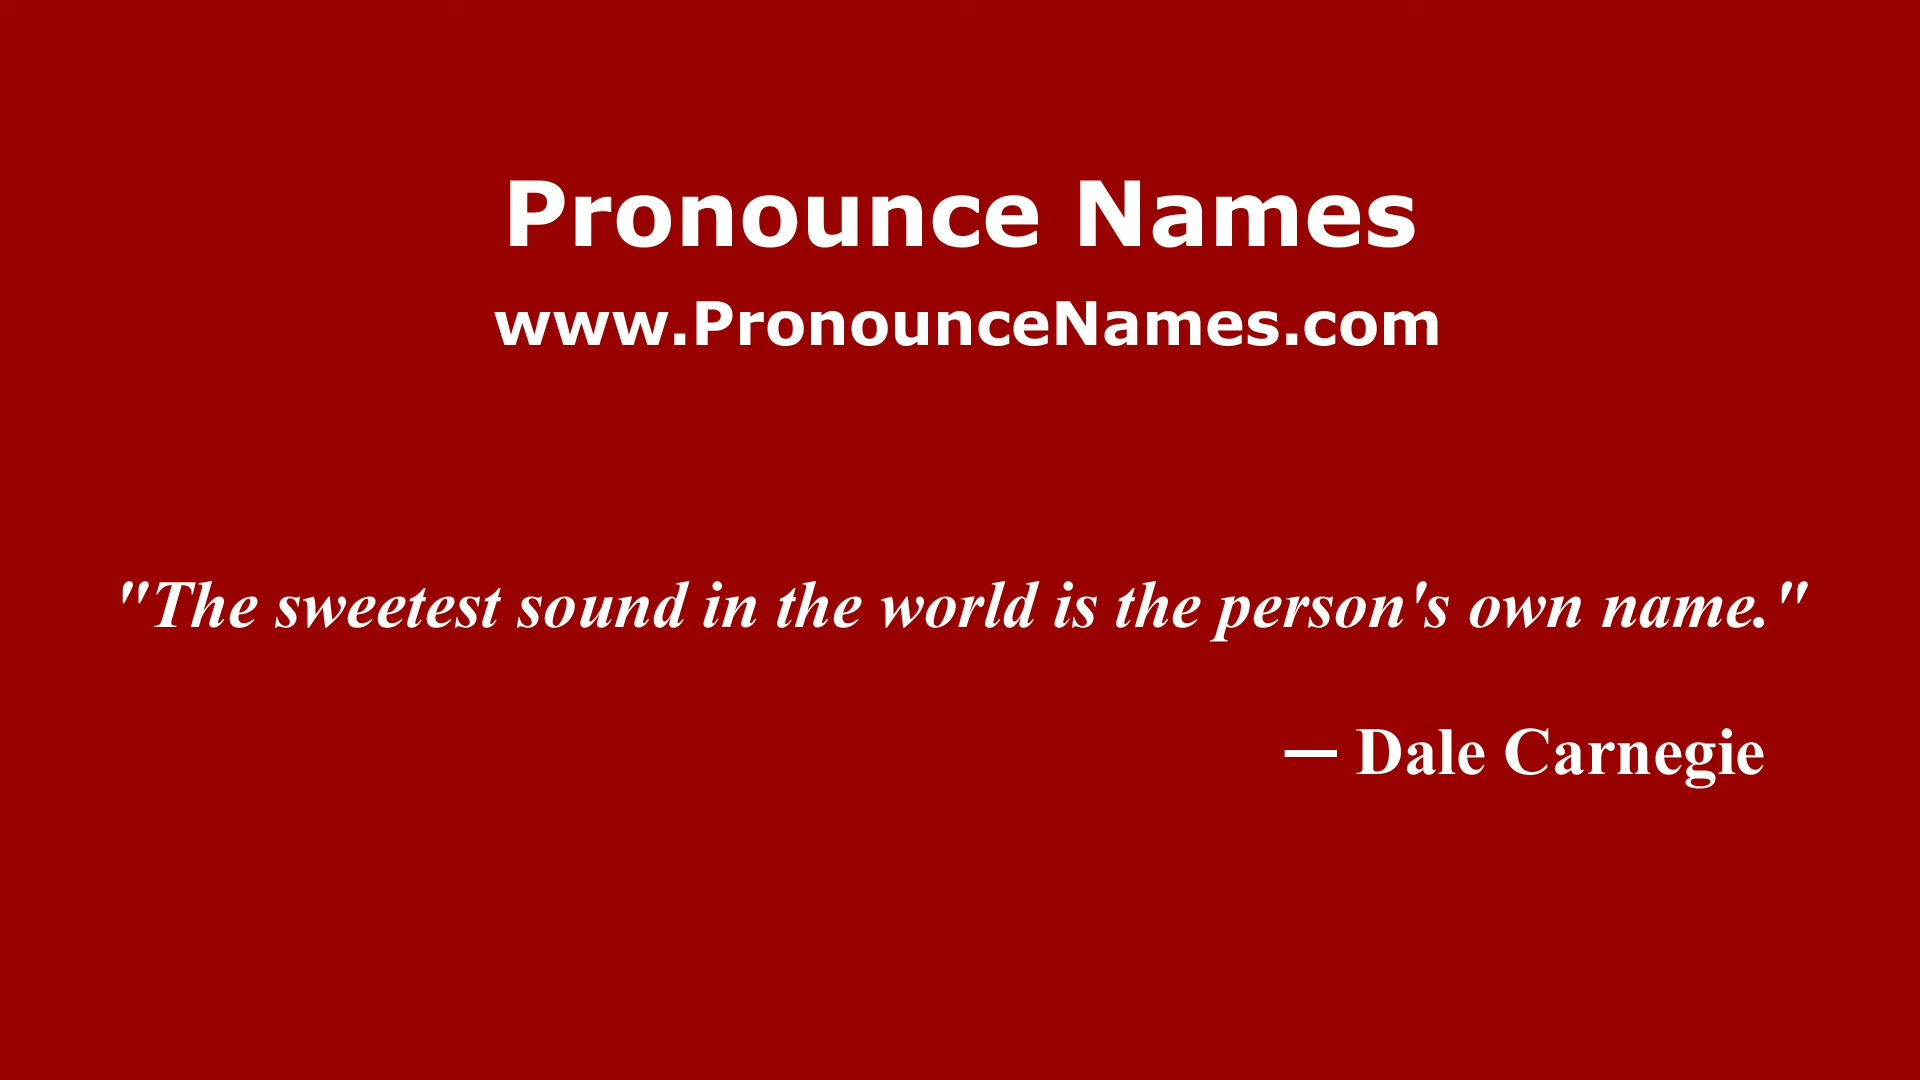 Pronounce Names
www.PronounceNames.com
"The sweetest sound in the world is the person's own name."
— Dale Carnegie